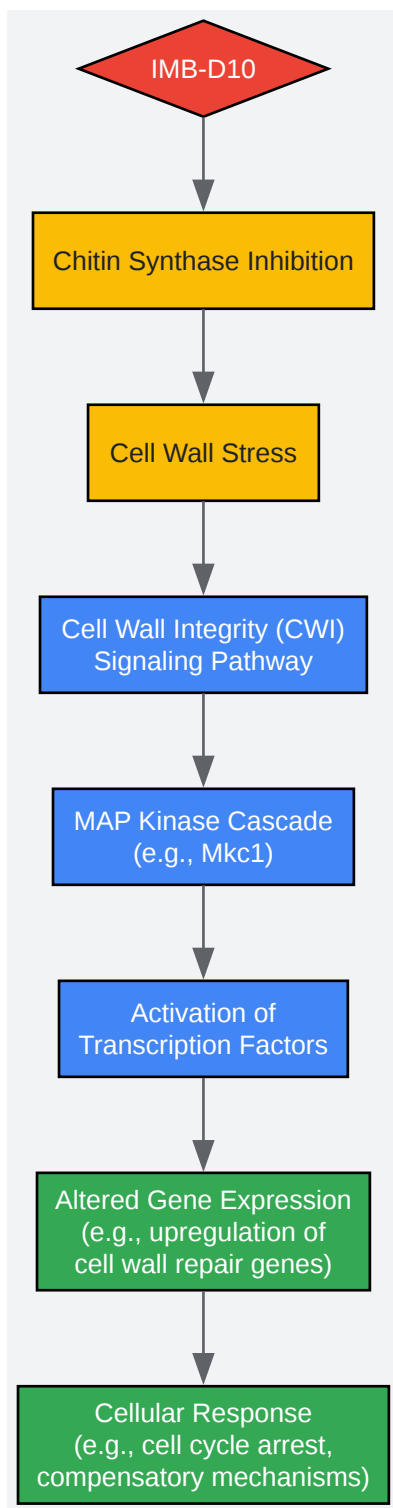 IMB-D10
Chitin Synthase Inhibition
Cell Wall Stress
Cell Wall Integrity (CWI)
Signaling Pathway
MAP Kinase Cascade
(e.g., Mkc1)
Activation of
Transcription Factors
Altered Gene Expression
(e.g., upregulation of
cell wall repair genes)
Cellular Response
(e.g., cell cycle arrest,
compensatory mechanisms)